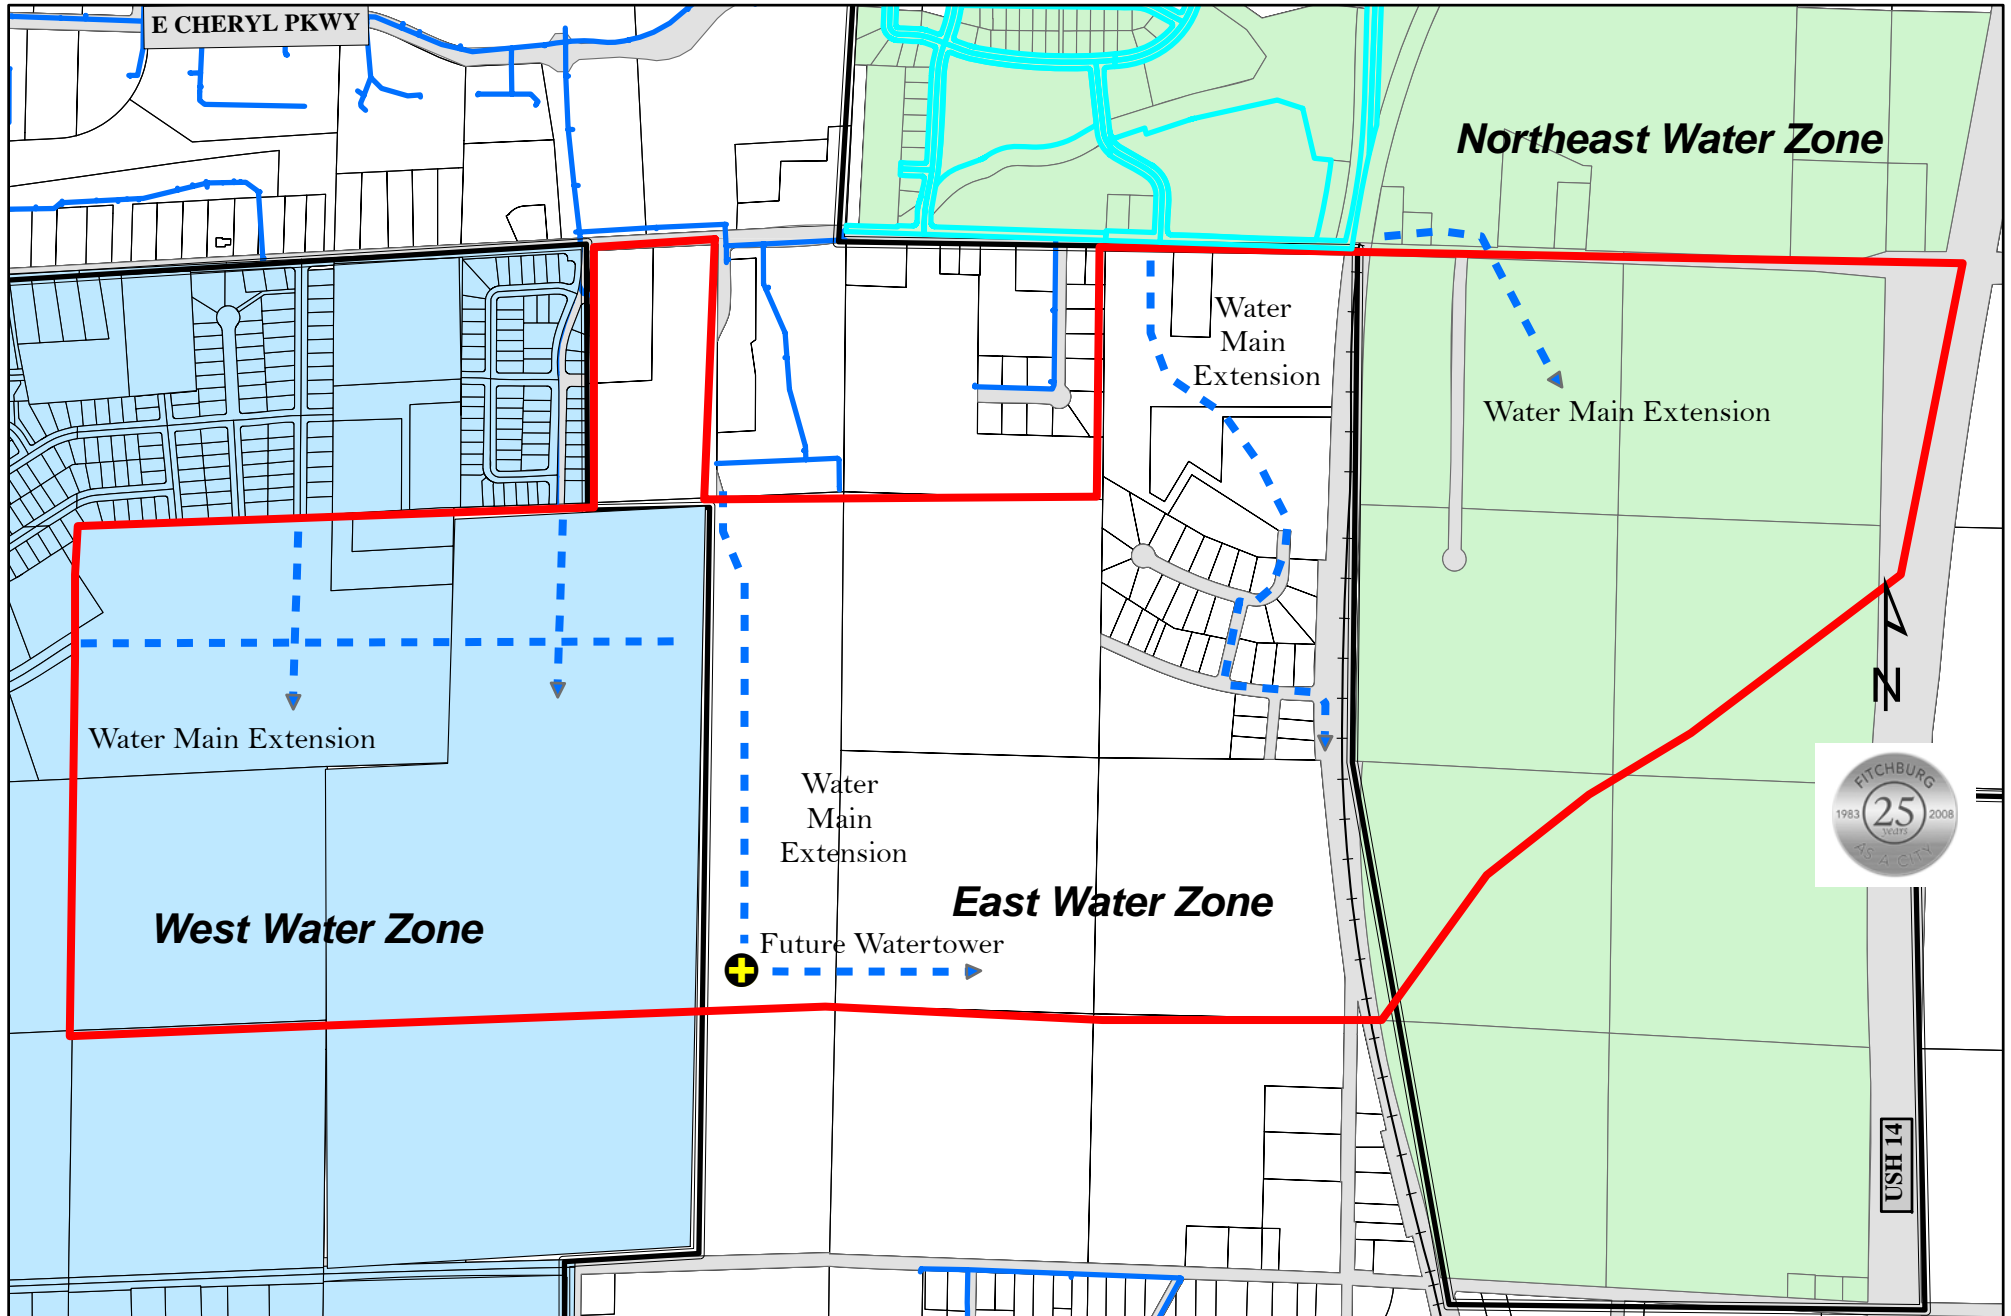 E CHERYL PKWY
Northeast Water Zone
Water
Main
Extension
Water Main Extension
Water Main Extension
Water
Main
Extension
West Water Zone
East Water Zone
Future Watertower
N
FITCHBURG
1983
25
years
2008
AS A CITY
USH 14